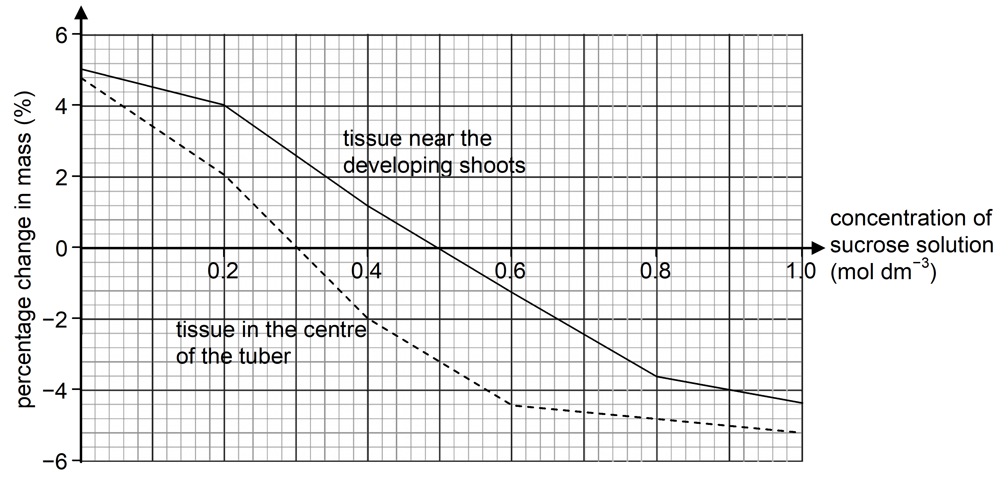 percentage change in mass (%)
6
4
2
0
−2
−4
−6
tissue near the
developing shoots
tissue in the centre
of the tuber
0.2
0.4
0.6
0.8
1.0
concentration of
sucrose solution
(mol dm⁻³)